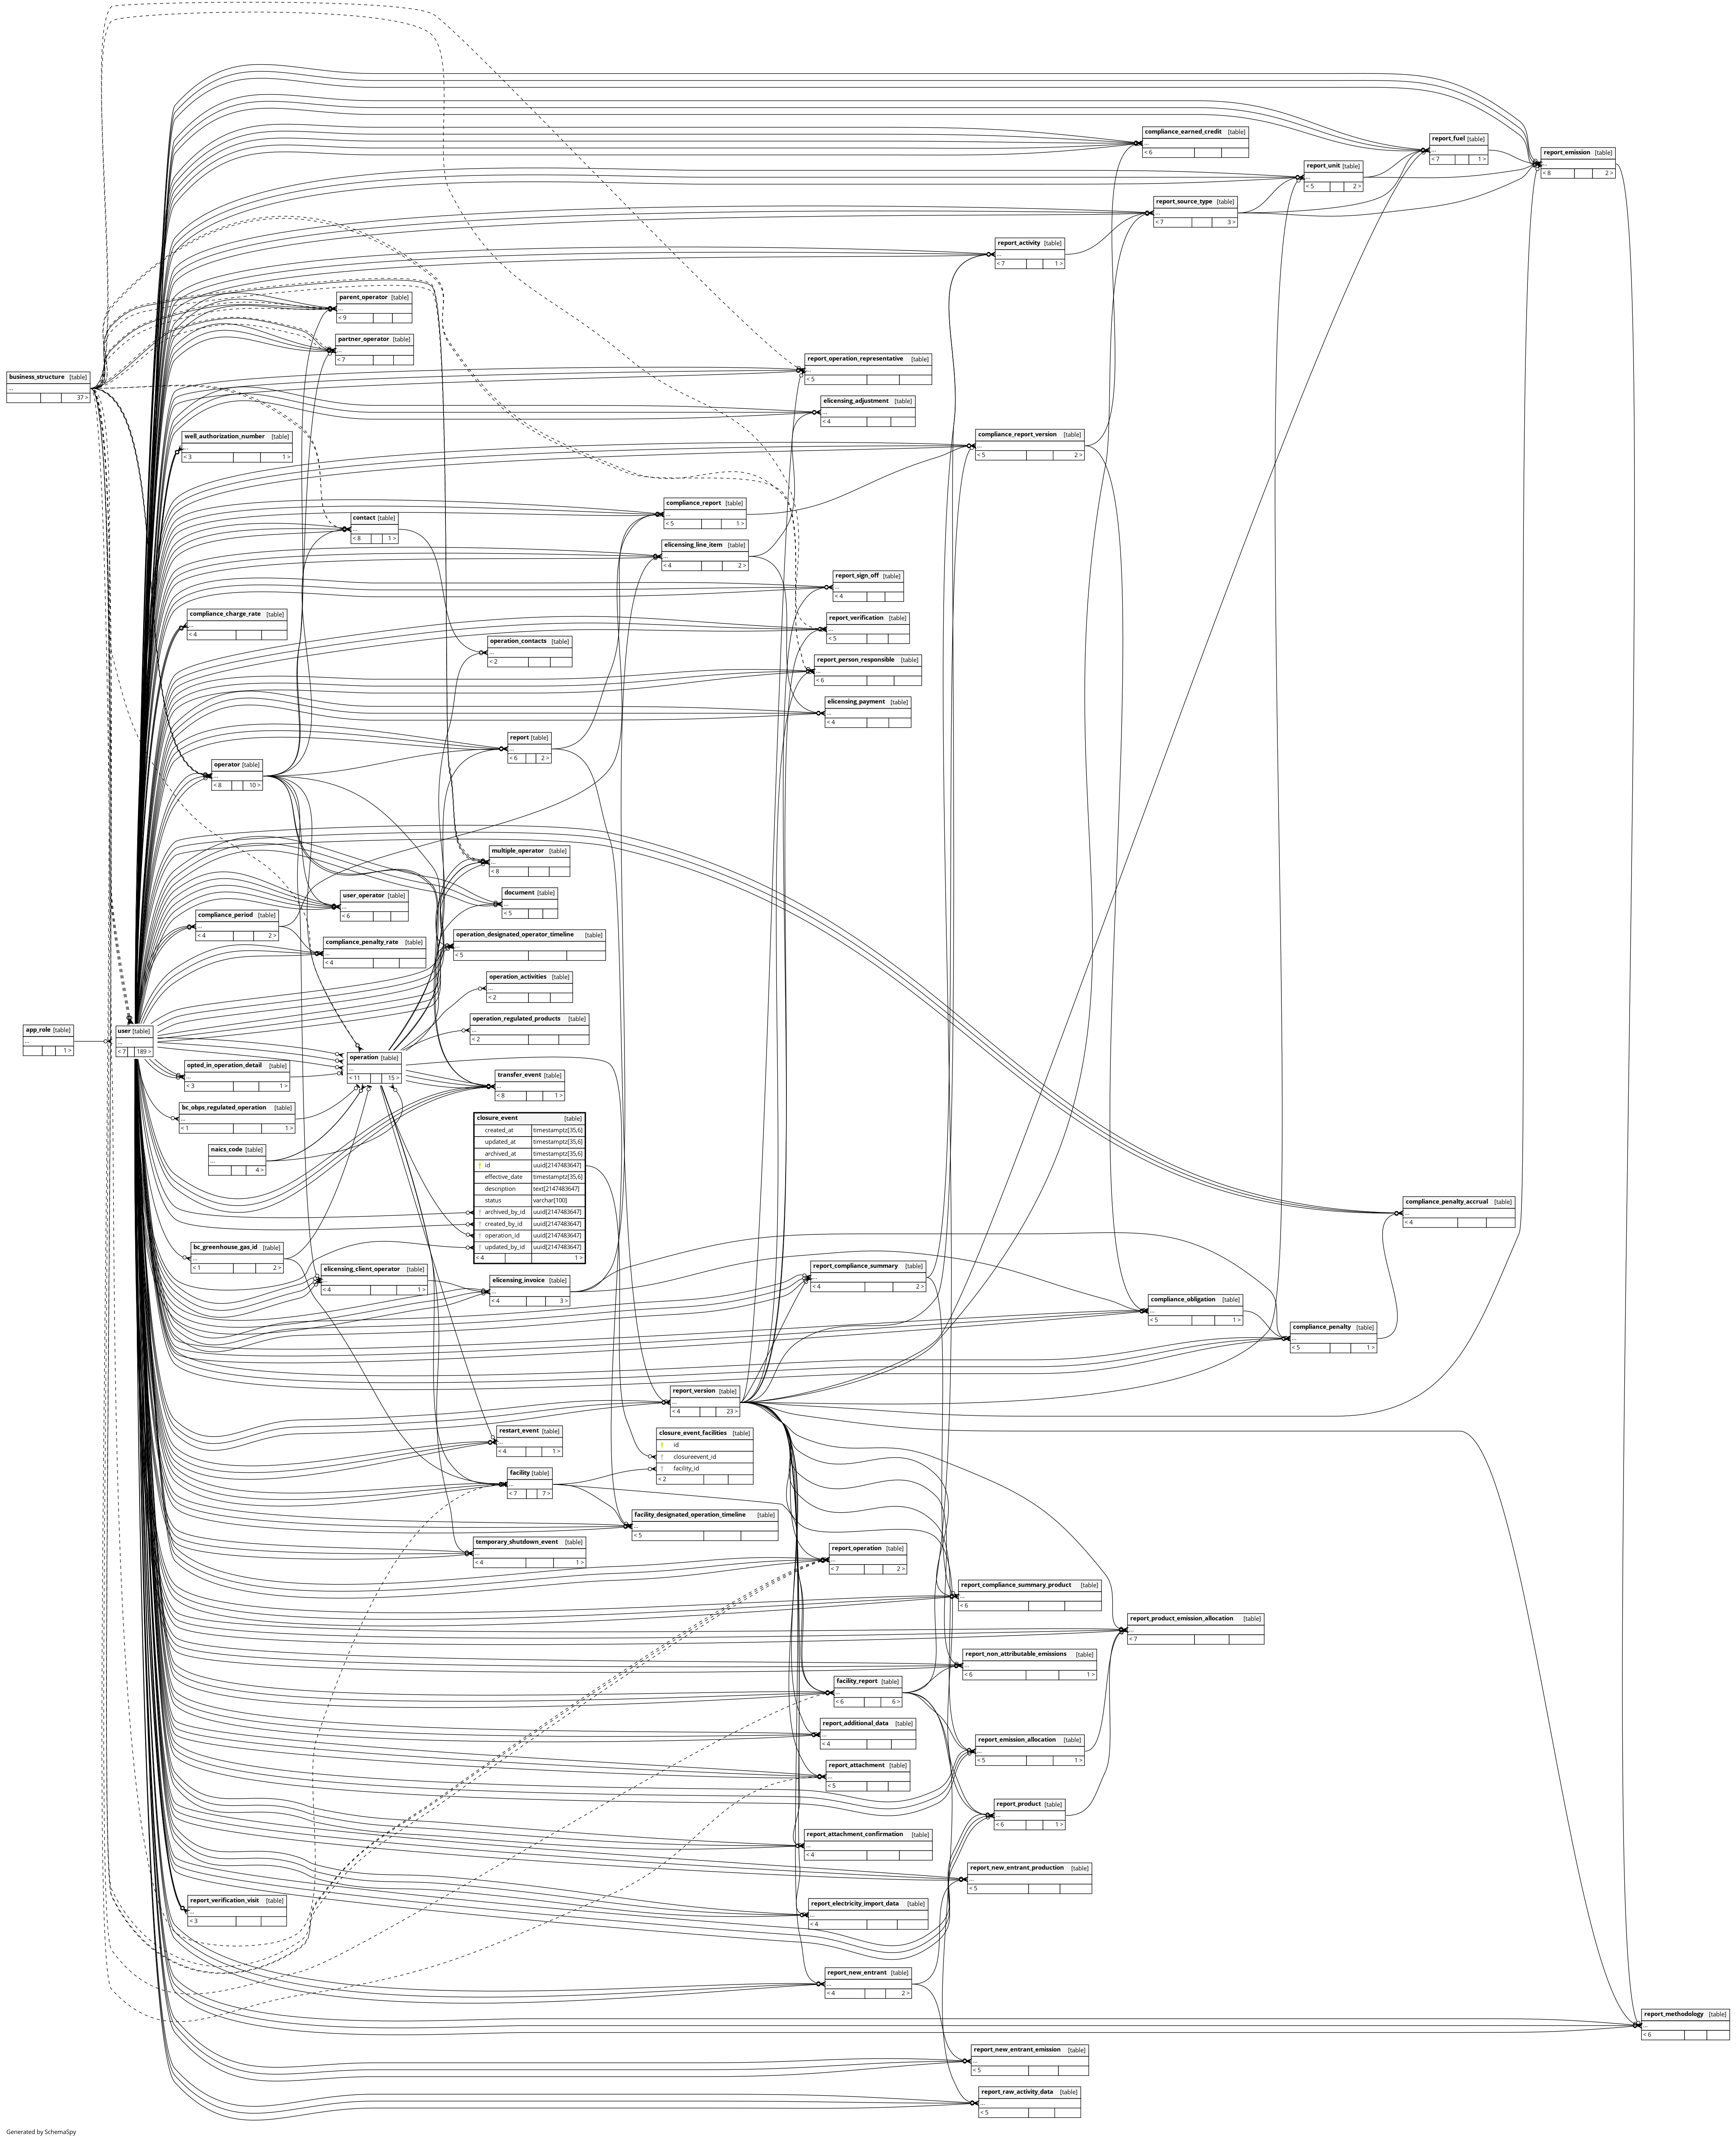 compliance_earned_credit [table]
...
< 6
report_fuel [table]
...
< 7 1 >
report_emission [table]
...
< 8 2 >
report_unit [table]
...
< 5 2 >
report_source_type [table]
...
< 7 3 >
report_activity [table]
...
< 7 1 >
parent_operator [table]
...
< 9
partner_operator [table]
...
< 7
report_operation_representative [table]
...
< 5
business_structure [table]
...
37 >
elicensing_adjustment [table]
...
< 4
well_authorization_number [table]
...
< 3 1 >
compliance_report_version [table]
...
< 5 2 >
compliance_report [table]
...
< 5 1 >
contact [table]
...
< 8 1 >
elicensing_line_item [table]
...
< 4 2 >
report_sign_off [table]
...
< 4
compliance_charge_rate [table]
...
< 4
report_verification [table]
...
< 5
operation_contacts [table]
...
< 2
report_person_responsible [table]
...
< 6
elicensing_payment [table]
...
< 4
report [table]
...
< 6 2 >
operator [table]
...
< 8 10 >
multiple_operator [table]
...
< 8
user_operator [table]
...
< 6
document [table]
...
< 5
compliance_period [table]
...
< 4 2 >
compliance_penalty_rate [table]
...
< 4
operation_designated_operator_timeline [table]
...
< 5
operation_activities [table]
...
< 2
operation_regulated_products [table]
...
< 2
app_role [table]
...
1 >
user [table]
...
< 7 189 >
operation [table]
...
< 11 15 >
opted_in_operation_detail [table]
...
< 3 1 >
transfer_event [table]
...
< 8 1 >
bc_obps_regulated_operation [table]
...
< 1 1 >
naics_code [table]
...
4 >
closure_event [table]
created_at timestamptz[35,6]
updated_at timestamptz[35,6]
archived_at timestamptz[35,6]
id uuid[2147483647]
effective_date timestamptz[35,6]
description text[2147483647]
status varchar[100]
archived_by_id uuid[2147483647]
created_by_id uuid[2147483647]
operation_id uuid[2147483647]
updated_by_id uuid[2147483647]
< 4 1 >
compliance_penalty_accrual [table]
...
< 4
bc_greenhouse_gas_id [table]
...
< 1 2 >
elicensing_client_operator [table]
...
< 4 1 >
elicensing_invoice [table]
...
< 4 3 >
report_compliance_summary [table]
...
< 4 2 >
compliance_obligation [table]
...
< 5 1 >
compliance_penalty [table]
...
< 5 1 >
report_version [table]
...
< 4 23 >
restart_event [table]
...
< 4 1 >
closure_event_facilities [table]
id
closureevent_id
facility_id
< 2
facility [table]
...
< 7 7 >
facility_designated_operation_timeline [table]
...
< 5
temporary_shutdown_event [table]
...
< 4 1 >
report_operation [table]
...
< 7 2 >
report_compliance_summary_product [table]
...
< 6
report_product_emission_allocation [table]
...
< 7
report_non_attributable_emissions [table]
...
< 6 1 >
facility_report [table]
...
< 6 6 >
report_additional_data [table]
...
< 4
report_emission_allocation [table]
...
< 5 1 >
report_attachment [table]
...
< 5
report_product [table]
...
< 6 1 >
report_attachment_confirmation [table]
...
< 4
report_new_entrant_production [table]
...
< 5
report_verification_visit [table]
...
< 3
report_electricity_import_data [table]
...
< 4
report_new_entrant [table]
...
< 4 2 >
report_methodology [table]
...
< 6
report_new_entrant_emission [table]
...
< 5
report_raw_activity_data [table]
...
< 5
Generated by SchemaSpy